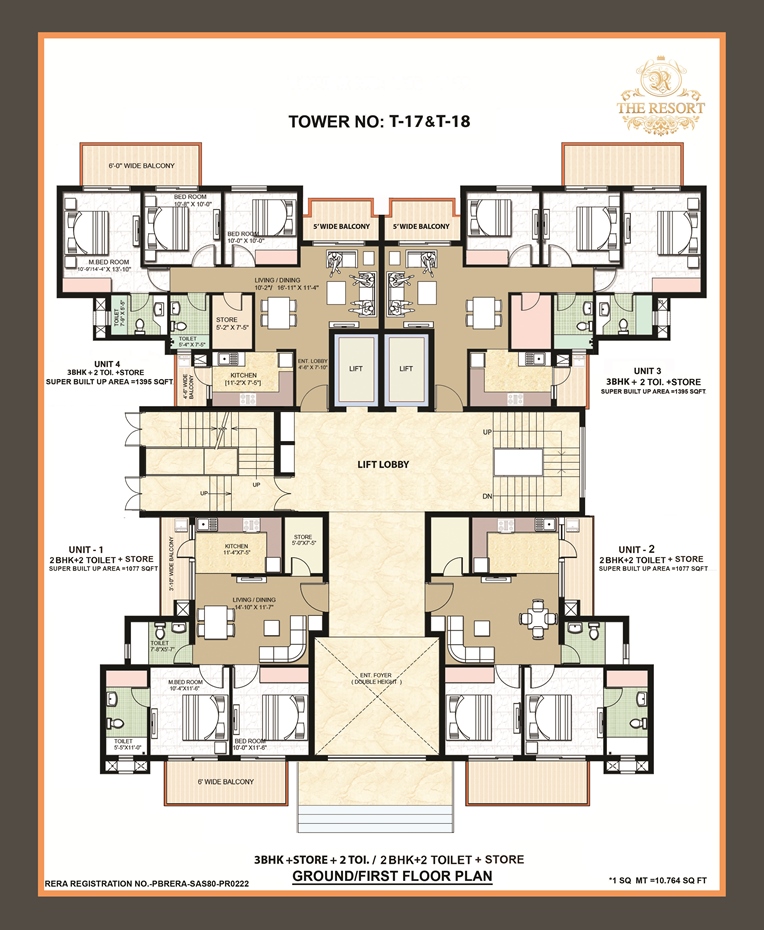 R
THE RESORT
TOWER NO: T-17&T-18
6'-0" WIDE BALCONY
BED ROOM
10'-8" X 10'-0"
BED ROOM
10'-0" X 10'-0"
M.BED ROOM
10'-9"/14'-4" X 13'-10"
5' WIDE BALCONY
5' WIDE BALCONY
LIVING / DINING
10'-2"/ 16'-11" X 11'-4"
TOILET
7'-9"X 5'-5"
TOILET
5'-4" X 7'-5"
STORE
5'-2" X 7'-5"
ENT. LOBBY
4'-6" X 7'-10"
KITCHEN
[11'-2"X 7'-5"]
4'-6" WIDE
BALCONY
LIFT
LIFT
UNIT 4
3BHK + 2 TOI. +STORE
SUPER BUILT UP AREA =1395 SQFT
UNIT 3
3BHK + 2 TOI. +STORE
SUPER BUILT UP AREA =1395 SQFT
UP
UP
LIFT LOBBY
UP
DN
UNIT - 1
2 BHK+2 TOILET + STORE
SUPER BUILT UP AREA =1077 SQFT
3'-10" WIDE BALCONY
KITCHEN
11'-4"X7'-5"
STORE
5'-0"X7'-5"
UNIT - 2
2 BHK+2 TOILET + STORE
SUPER BUILT UP AREA =1077 SQFT
LIVING / DINING
14'-10" X 11'-7"
TOILET
7'-8"X5'-7"
M.BED ROOM
10'-4"X11'-6"
BED ROOM
10'-0" X11'-6"
TOILET
5'-5"X11'-0"
ENT. FOYER
( DOUBLE HEIGHT )
6' WIDE BALCONY
3BHK +STORE + 2 TOI. / 2 BHK+2 TOILET + STORE
GROUND/FIRST FLOOR PLAN
RERA REGISTRATION NO.-PBRERA-SAS80-PR0222
*1 SQ MT =10.764 SQ FT